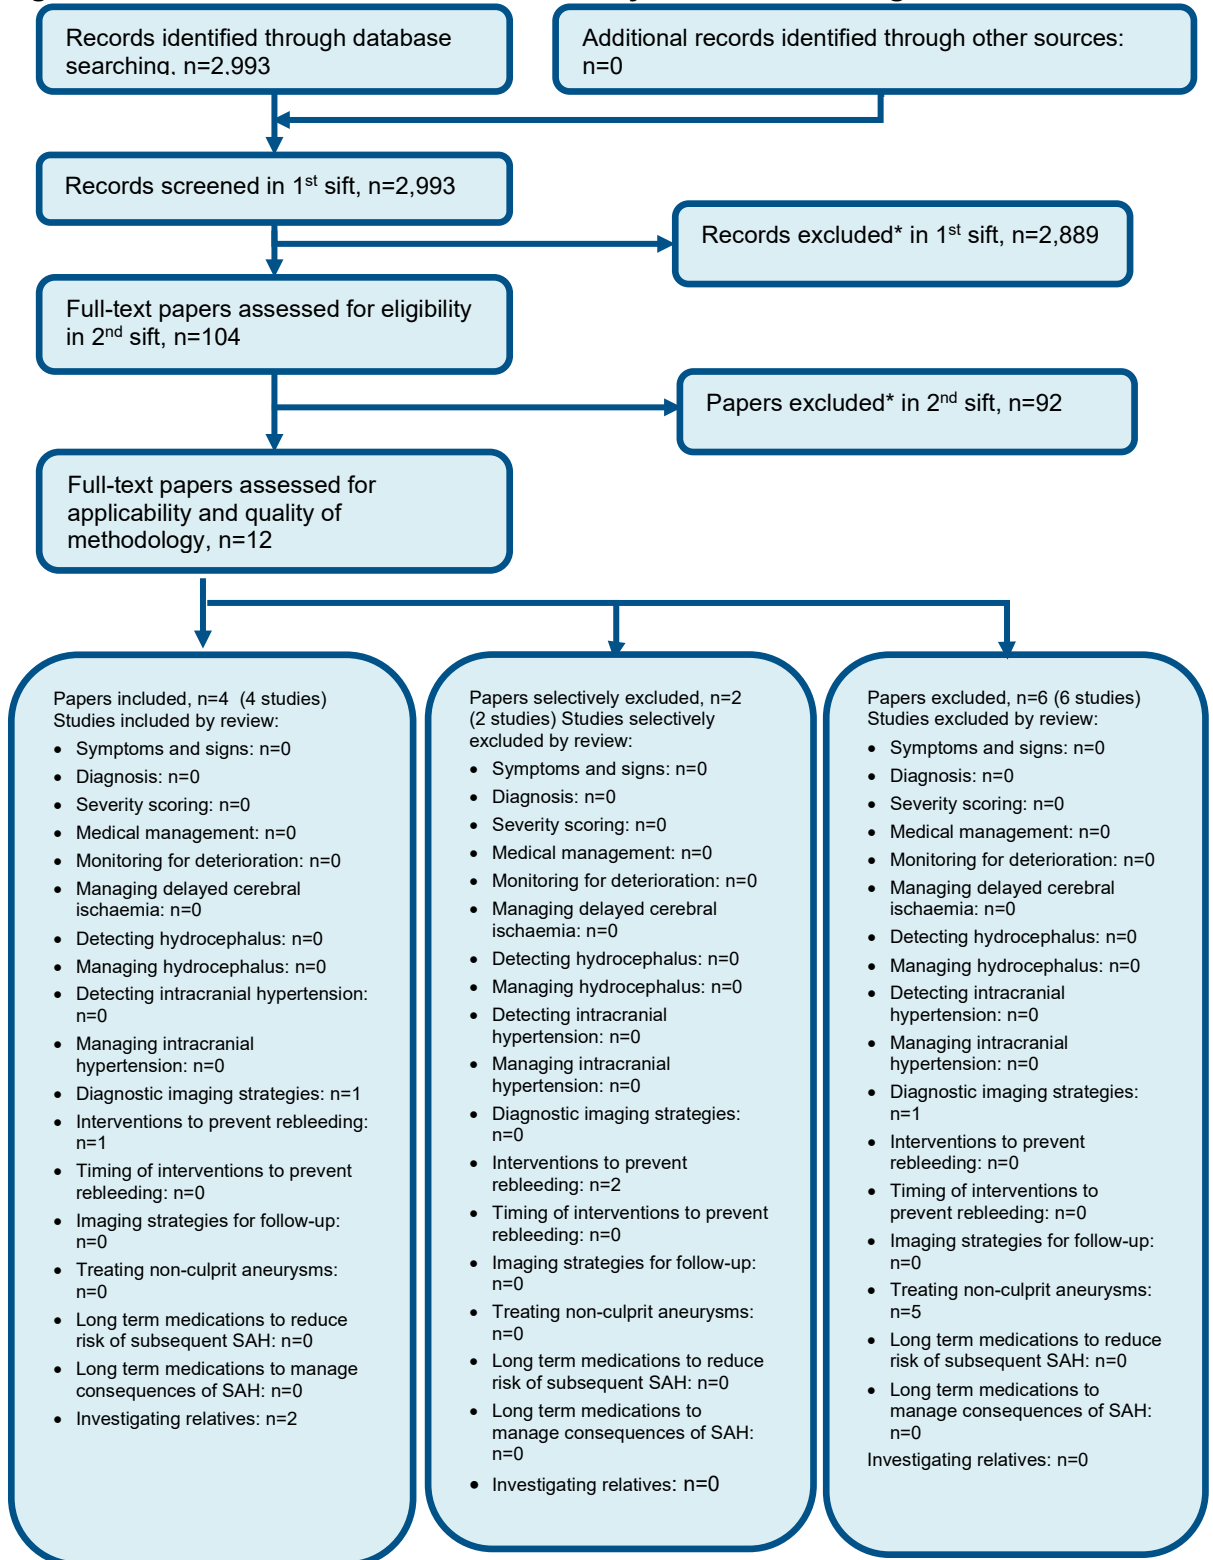 Records identified through database
searching, n=2,993
Additional records identified through other sources:
n=0
Records screened in 1st sift, n=2,993
Records excluded* in 1st sift, n=2,889
Full-text papers assessed for eligibility
in 2nd sift, n=104
Papers excluded* in 2nd sift, n=92
Full-text papers assessed for
applicability and quality of
methodology, n=12
Papers included, n=4 (4 studies)
Studies included by review:
• Symptoms and signs: n=0
• Diagnosis: n=0
• Severity scoring: n=0
• Medical management: n=0
• Monitoring for deterioration: n=0
• Managing delayed cerebral
ischaemia: n=0
• Detecting hydrocephalus: n=0
• Managing hydrocephalus: n=0
• Detecting intracranial hypertension:
n=0
• Managing intracranial
hypertension: n=0
• Diagnostic imaging strategies: n=1
• Interventions to prevent rebleeding:
n=1
• Timing of interventions to prevent
rebleeding: n=0
• Imaging strategies for follow-up:
n=0
• Treating non-culprit aneurysms:
n=0
• Long term medications to reduce
risk of subsequent SAH: n=0
• Long term medications to manage
consequences of SAH: n=0
• Investigating relatives: n=2
Papers selectively excluded, n=2
(2 studies) Studies selectively
excluded by review:
• Symptoms and signs: n=0
• Diagnosis: n=0
• Severity scoring: n=0
• Medical management: n=0
• Monitoring for deterioration: n=0
• Managing delayed cerebral
ischaemia: n=0
• Detecting hydrocephalus: n=0
• Managing hydrocephalus: n=0
• Detecting intracranial
hypertension: n=0
• Managing intracranial
hypertension: n=0
• Diagnostic imaging strategies:
n=0
• Interventions to prevent
rebleeding: n=2
• Timing of interventions to prevent
rebleeding: n=0
• Imaging strategies for follow-up:
n=0
• Treating non-culprit aneurysms:
n=0
• Long term medications to reduce
risk of subsequent SAH: n=0
• Long term medications to
manage consequences of SAH:
n=0
• Investigating relatives: n=0
Papers excluded, n=6 (6 studies)
Studies excluded by review:
• Symptoms and signs: n=0
• Diagnosis: n=0
• Severity scoring: n=0
• Medical management: n=0
• Monitoring for deterioration: n=0
• Managing delayed cerebral
ischaemia: n=0
• Detecting hydrocephalus: n=0
• Managing hydrocephalus: n=0
• Detecting intracranial
hypertension: n=0
• Managing intracranial
hypertension: n=0
• Diagnostic imaging strategies:
n=1
• Interventions to prevent
rebleeding: n=0
• Timing of interventions to
prevent rebleeding: n=0
• Imaging strategies for follow-up:
n=0
• Treating non-culprit aneurysms:
n=5
• Long term medications to reduce
risk of subsequent SAH: n=0
• Long term medications to
manage consequences of SAH:
n=0
Investigating relatives: n=0